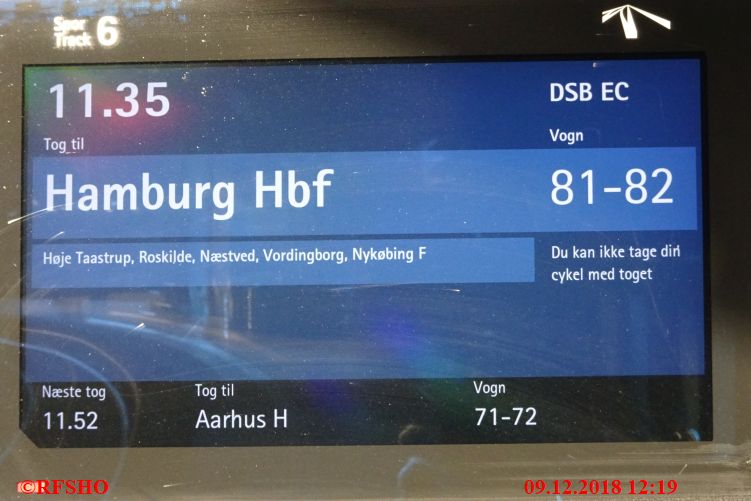 Spor
Track 6
11.35
DSB EC
Tog til
Vogn
Hamburg Hbf
81-82
Høje Taastrup, Roskilde, Næstved, Vordingborg, Nykøbing F
Du kan ikke tage din
cykel med toget
Næste tog
Tog til
Vogn
11.52
Aarhus H
71-72
©RFSHO
09.12.2018 12:19